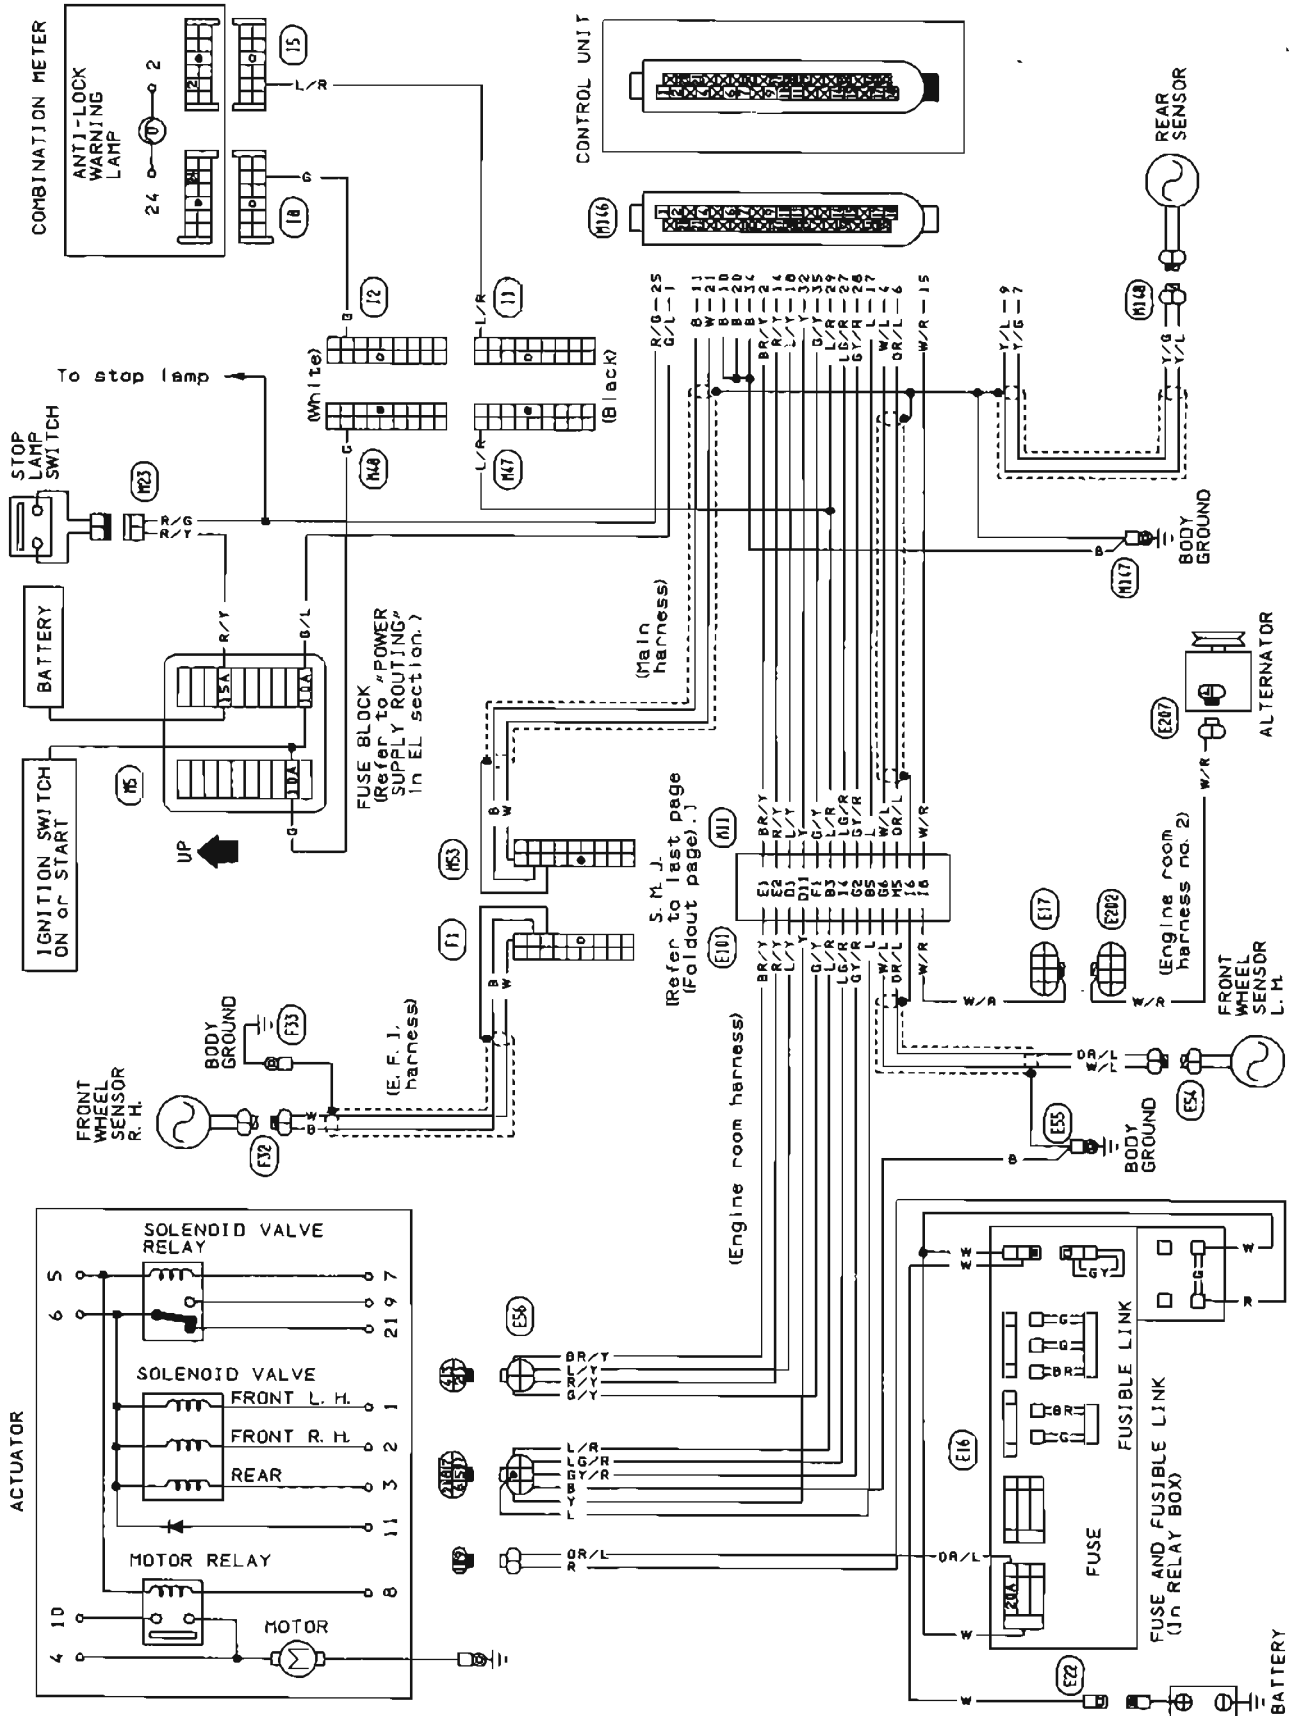 COMBINATION METER
ANTI-LOCK
WARNING
LAMP
24
2
I5
I8
L/R
G
I2
I1
G
L/R
(White)
(Black)
M48
M47
G
L/R
To stop lamp
STOP
LAMP
SWITCH
M23
R/G
R/Y
BATTERY
IGNITION SWITCH
ON or START
M5
15A
10A
10A
R/Y
G/L
G
UP
FUSE BLOCK
(Refer to "POWER
SUPPLY ROUTING"
in EL section.)
CONTROL UNIT
M146
R/G 25
G/L 1
B 11
W 21
B 10
B 20
B 34
BR/Y 2
R/Y 14
L/Y 18
Y 32
G/Y 35
L/R 29
LG/R 27
GY/R 28
L 17
W/L 4
OR/L 6
W/R 15
Y/L 9
Y/G 7
REAR
SENSOR
M148
Y/G
Y/L
B
M147
BODY
GROUND
(Main
harness)
M53
F1
B
W
B
W
S. M. J.
[Refer to last page
(Foldout page).]
M11
E101
BR/Y E1 BR/Y
R/Y E2 R/Y
L/Y D1 L/Y
Y D11 Y
G/Y F1 G/Y
L/R B3 L/R
LG/R I4 LG/R
GY/R G2 GY/R
L B5 L
W/L G6 W/L
OR/L M5 OR/L
I6
W/R I8 W/R
E207
ALTERNATOR
W/R
E17
E202
W/R
W/R
(Engine room
harness no. 2)
FRONT
WHEEL
SENSOR
L. H.
OR/L
W/L
E54
E55
B
BODY
GROUND
BODY
GROUND
F33
(E. F. I.
harness)
FRONT
WHEEL
SENSOR
R. H.
W
B
F32
(Engine room harness)
ACTUATOR
SOLENOID VALVE
RELAY
5
6
7
9
21
SOLENOID VALVE
FRONT L. H.
1
FRONT R. H.
2
REAR
3
11
MOTOR RELAY
8
10
4
MOTOR
M
E56
BR/Y
L/Y
R/Y
G/Y
L/R
LG/R
GY/R
B
Y
L
OR/L
R
OR/L
W
W
GY
G
W
R
G
G
BR
BR
G
E16
FUSIBLE LINK
FUSE
20A
W
FUSE AND FUSIBLE LINK
(In RELAY BOX)
W
E22
BATTERY